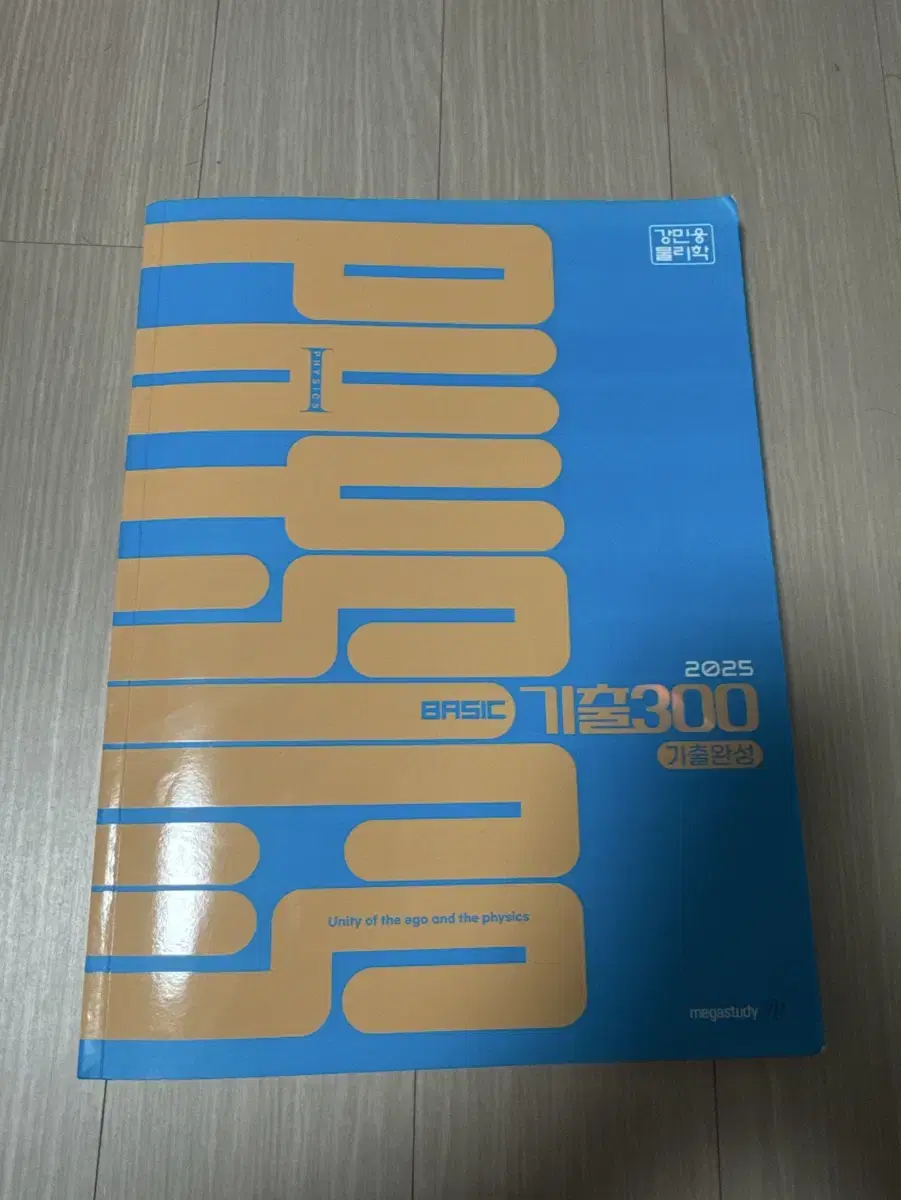 강민웅
물리학
PHYSICS
I
2025
BASIC 기출300
기출완성
Unity of the ego and the physics
megastudy